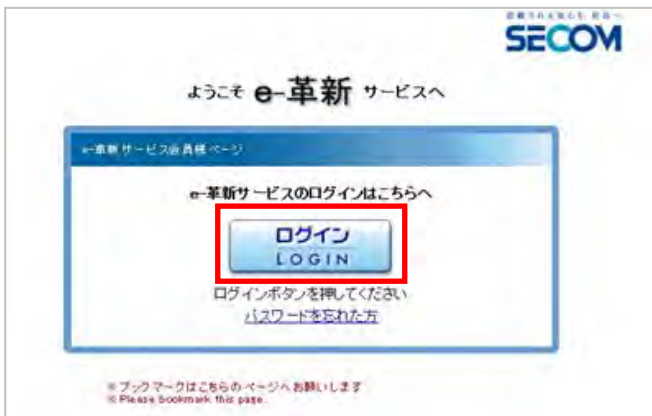 SECOM
ようこそ e-革新 サービスへ
e-革新 サービス会員様ページ
e-革新サービスのログインはこちらへ
ログイン
LOGIN
ログインボタンを押してください
パスワードを忘れた方
※ブックマークはこちらのページへお願いします
※Please bookmark this page.